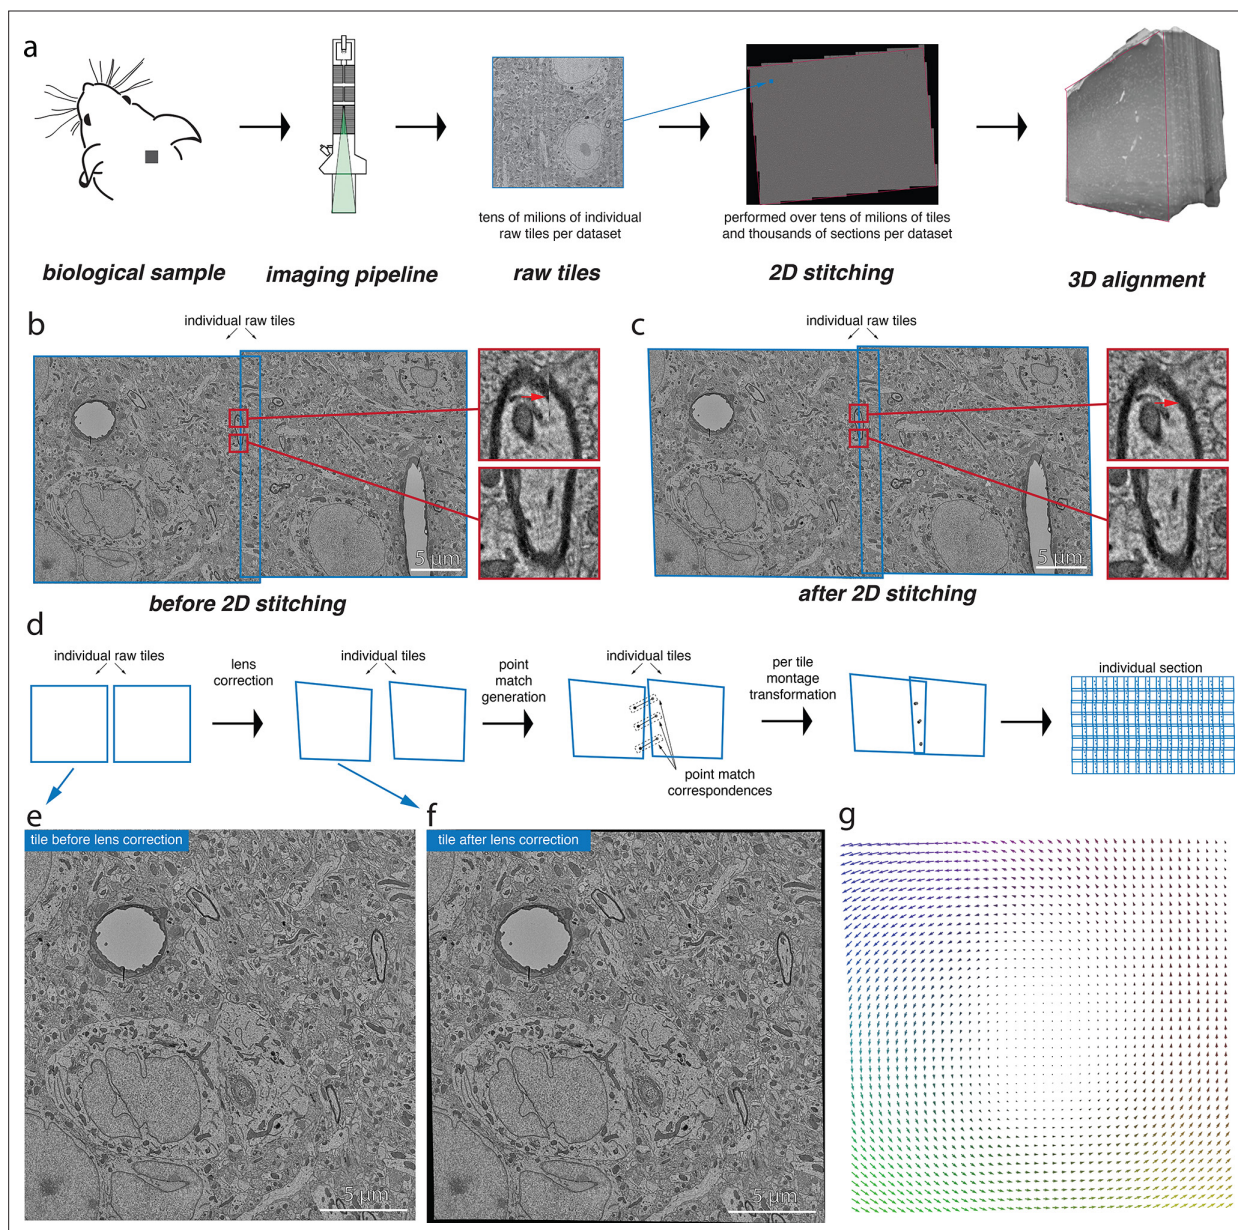 a
tens of milions of individual
raw tiles per dataset
performed over tens of milions of tiles
and thousands of sections per dataset
biological sample
imaging pipeline
raw tiles
2D stitching
3D alignment
b
individual raw tiles
5 µm
before 2D stitching
c
individual raw tiles
5 µm
after 2D stitching
d
individual raw tiles
lens
correction
individual tiles
point
match
generation
individual tiles
point match
correspondences
per tile
montage
transformation
individual section
e
tile before lens correction
5 µm
f
tile after lens correction
5 µm
g